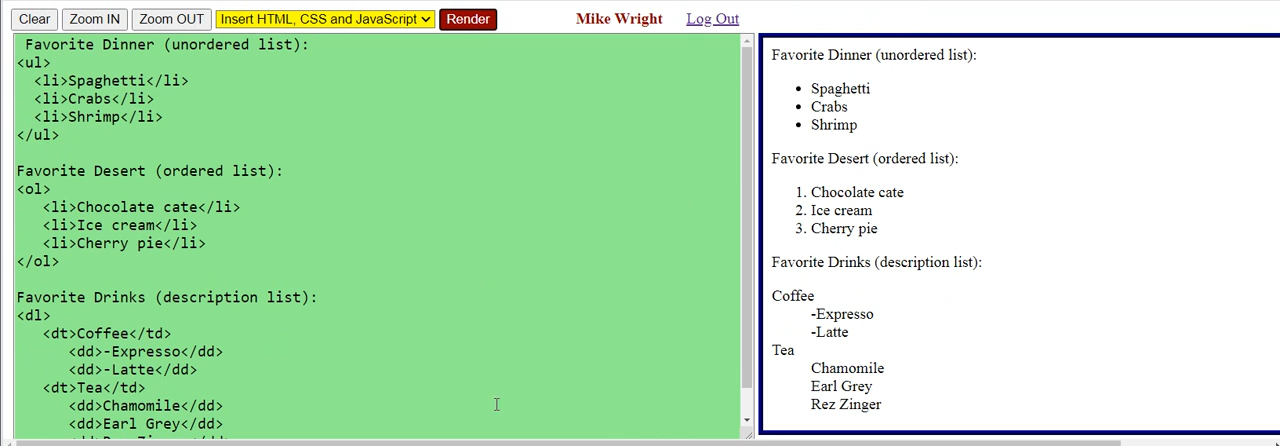 Clear Zoom IN Zoom OUT Insert HTML, CSS and JavaScript Render Mike Wright Log Out
Favorite Dinner (unordered list):
<ul>
<li>Spaghetti</li>
<li>Crabs</li>
<li>Shrimp</li>
</ul>
Favorite Desert (ordered list):
<ol>
<li>Chocolate cate</li>
<li>Ice cream</li>
<li>Cherry pie</li>
</ol>
Favorite Drinks (description list):
<dl>
<dt>Coffee</td>
<dd>-Expresso</dd>
<dd>-Latte</dd>
<dt>Tea</td>
<dd>Chamomile</dd>
<dd>Earl Grey</dd>
Favorite Dinner (unordered list):
• Spaghetti
• Crabs
• Shrimp
Favorite Desert (ordered list):
1. Chocolate cate
2. Ice cream
3. Cherry pie
Favorite Drinks (description list):
Coffee
-Expresso
-Latte
Tea
Chamomile
Earl Grey
Rez Zinger